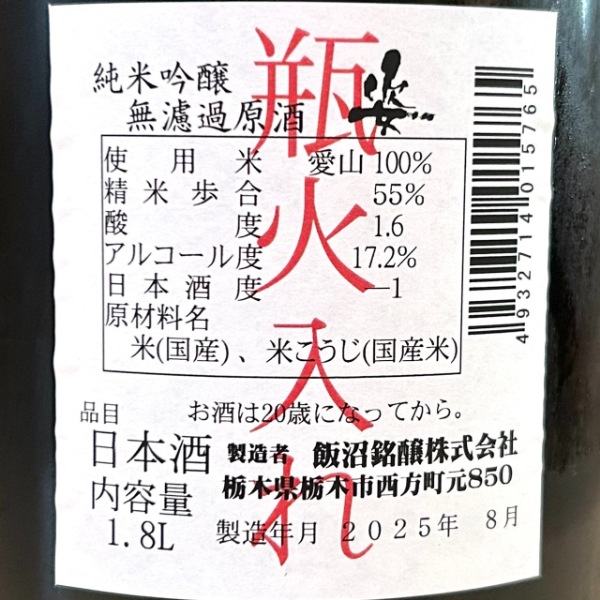 純米吟醸
無濾過原酒
姿
瓶火入れ
使用米 愛山 100%
精米歩合 55%
酸度 1.6
アルコール度 17.2%
日本酒度 ―1
原材料名
米(国産)、米こうじ(国産米)
4932714015765
お酒は20歳になってから。
品目
日本酒
内容量
1.8L
製造者 飯沼銘醸株式会社
栃木県栃木市西方町元850
製造年月 2025年 8月